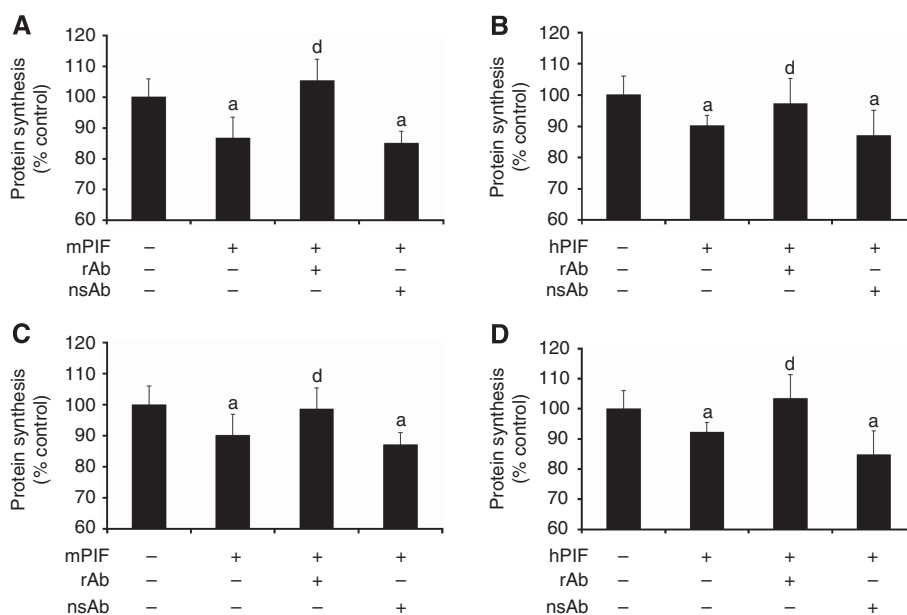 A
Protein synthesis
(% control)
120
110
100
90
80
70
60
a
d
a
mPIF − + + +
rAb − − + −
nsAb − − − +
B
Protein synthesis
(% control)
120
110
100
90
80
70
60
a
d
a
hPIF − + + +
rAb − − + −
nsAb − − − +
C
Protein synthesis
(% control)
120
110
100
90
80
70
60
a
d
a
mPIF − + + +
rAb − − + −
nsAb − − − +
D
Protein synthesis
(% control)
120
110
100
90
80
70
60
a
d
a
hPIF − + + +
rAb − − + −
nsAb − − − +